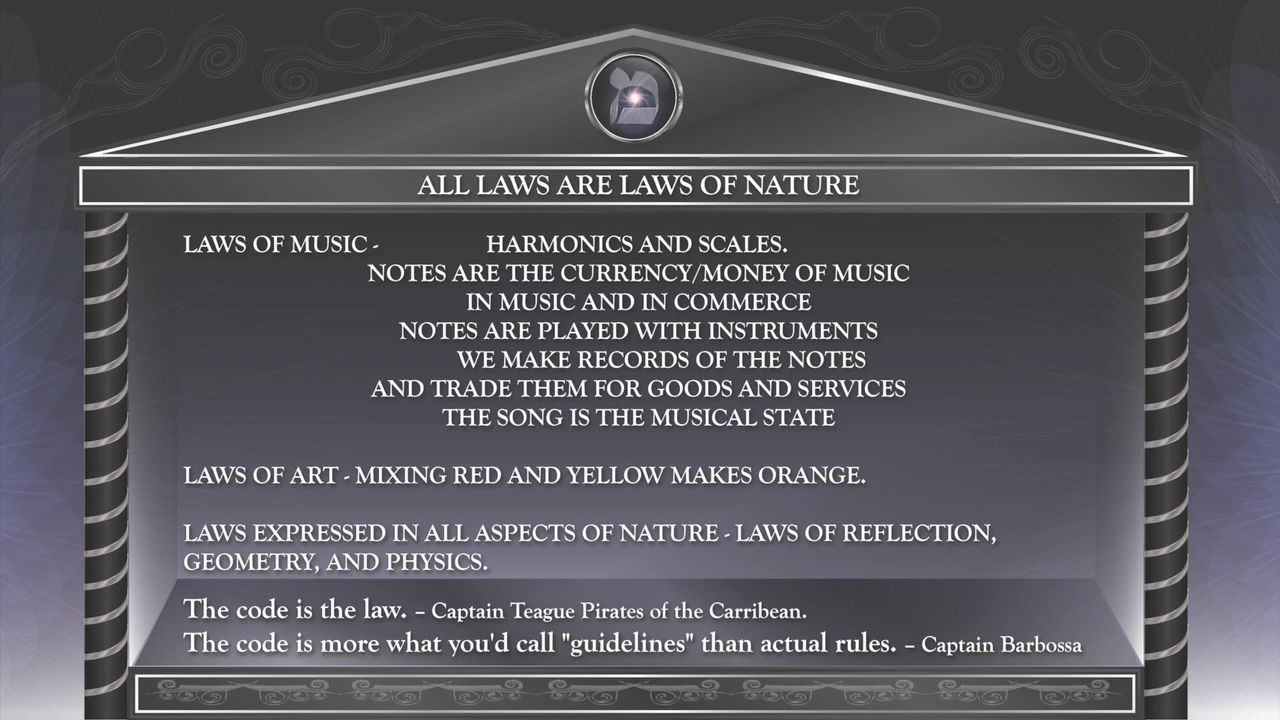 ALL LAWS ARE LAWS OF NATURE
LAWS OF MUSIC - HARMONICS AND SCALES.
NOTES ARE THE CURRENCY/MONEY OF MUSIC
IN MUSIC AND IN COMMERCE
NOTES ARE PLAYED WITH INSTRUMENTS
WE MAKE RECORDS OF THE NOTES
AND TRADE THEM FOR GOODS AND SERVICES
THE SONG IS THE MUSICAL STATE
LAWS OF ART - MIXING RED AND YELLOW MAKES ORANGE.
LAWS EXPRESSED IN ALL ASPECTS OF NATURE - LAWS OF REFLECTION,
GEOMETRY, AND PHYSICS.
The code is the law. – Captain Teague Pirates of the Carribean.
The code is more what you'd call "guidelines" than actual rules. – Captain Barbossa